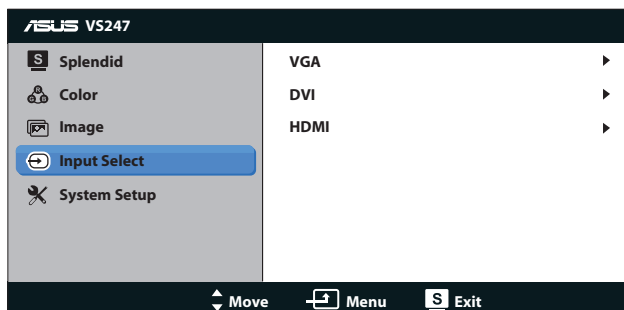 ASUS VS247
S Splendid
Color
Image
Input Select
System Setup
VGA
DVI
HDMI
Move Menu S Exit